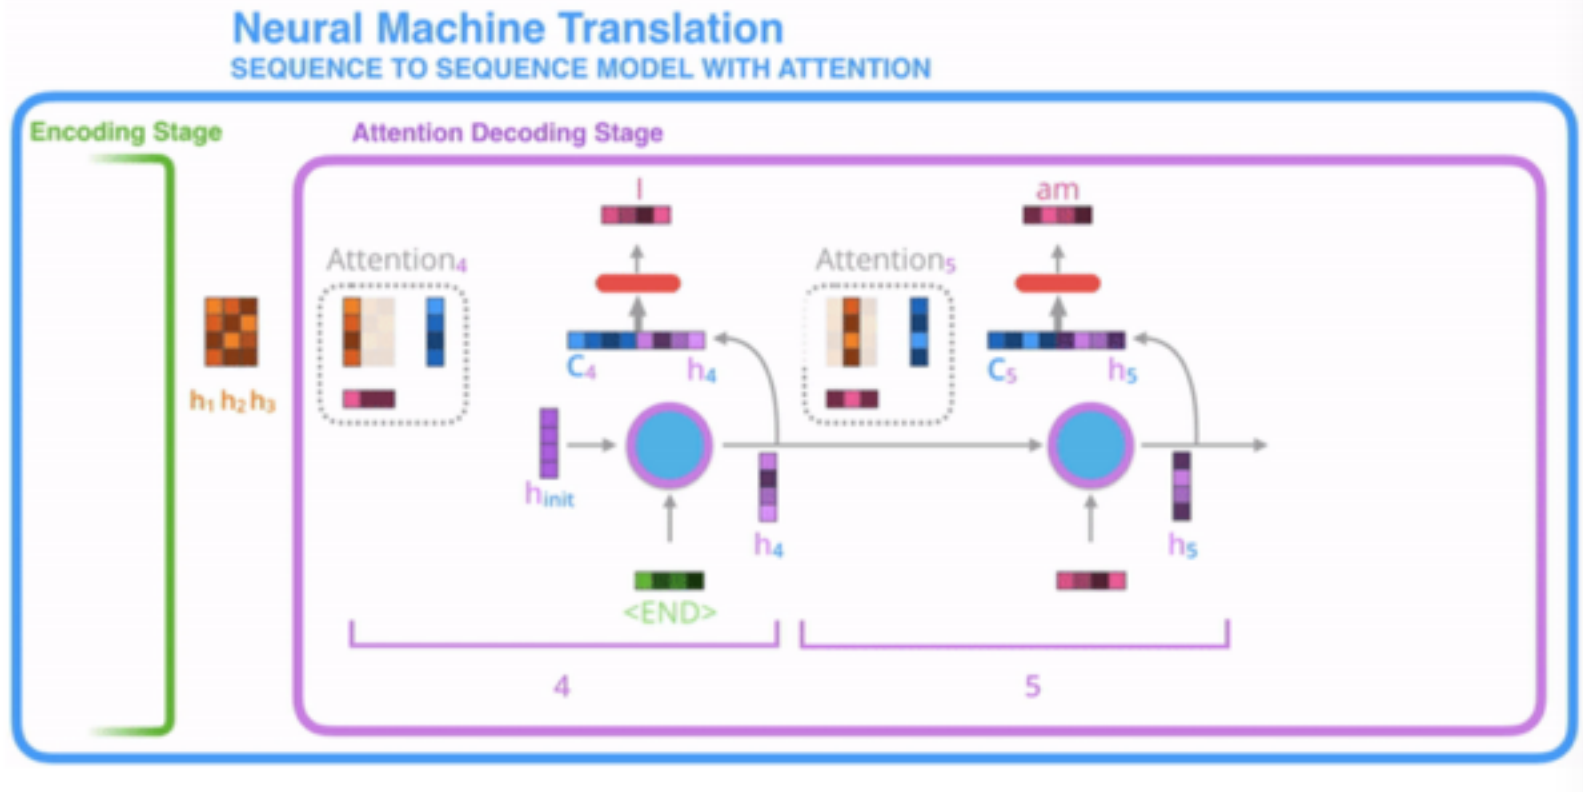 Neural Machine Translation
SEQUENCE TO SEQUENCE MODEL WITH ATTENTION
Encoding Stage
Attention Decoding Stage
I
am
Attention4
Attention5
C4
h4
C5
h5
h1 h2 h3
hinit
h4
h5
<END>
4
5